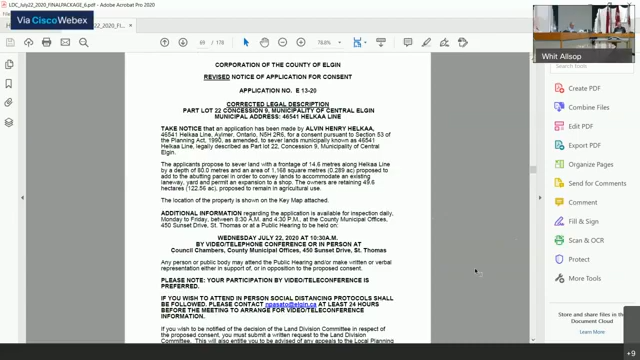 LDC_July22_2020_FINALPACKAGE_6.pdf - Adobe Acrobat Pro 2020
Via CiscoWebex
69 / 178
78.8%
Whit Allsop
CORPORATION OF THE COUNTY OF ELGIN
REVISED NOTICE OF APPLICATION FOR CONSENT
APPLICATION NO. E 13-20
CORRECTED LEGAL DESCRIPTION
PART LOT 22 CONCESSION 9, MUNICIPALITY OF CENTRAL ELGIN
MUNICIPAL ADDRESS: 46541 HELKAA LINE
TAKE NOTICE that an application has been made by ALVIN HENRY HELKAA,
46541 Helkaa Line, Aylmer, Ontario, N5H 2R6, for a consent pursuant to Section 53 of
the Planning Act, 1990, as amended, to sever lands municipally known as 46541
Helkaa Line, legally described as Part Lot 22, Concession 9, Municipality of Central
Elgin.
The applicants propose to sever land with a frontage of 14.6 metres along Helkaa Line
by a depth of 80.0 metres and an area of 1,168 square metres (0.289 ac) proposed to
add to the abutting parcel in order to convey lands to accommodate an existing
laneway, yard and permit an expansion to a shop. The owners are retaining 49.6
hectares (122.56 ac), proposed to remain in agricultural use.
The location of the property is shown on the Key Map attached.
ADDITIONAL INFORMATION regarding the application is available for inspection daily,
Monday to Friday, between 8:30 A.M. and 4:30 P.M., at the County Municipal Offices,
450 Sunset Drive, St. Thomas or at a Public Hearing to be held on:
WEDNESDAY JULY 22, 2020 AT 10:30A.M.
BY VIDEO/TELEPHONE CONFERENCE OR IN PERSON AT
Council Chambers, County Municipal Offices, 450 Sunset Drive, St. Thomas
Any person or public body may attend the Public Hearing and/or make written or verbal
representation either in support of, or in opposition to the proposed consent.
PLEASE NOTE: YOUR PARTICIPATION BY VIDEO/TELECONFERENCE IS
PREFERRED.
IF YOU WISH TO ATTEND IN PERSON SOCIAL DISTANCING PROTOCOLS SHALL
BE FOLLOWED. PLEASE CONTACT npasato@elgin.ca AT LEAST 24 HOURS
BEFORE THE MEETING TO ARRANGE FOR VIDEO/TELECONFERENCE
INFORMATION.
If you wish to be notified of the decision of the Land Division Committee in respect of
the proposed consent, you must submit a written request to the Land Division
Committee. This will also entitle you to be advised of any appeals to the Local Planning
Search tools
Create PDF
Combine Files
Edit PDF
Export PDF
Organize Pages
Send for Comments
Comment
Fill & Sign
Scan & OCR
Protect
More Tools
Store and share files in the
Document Cloud
Learn More
+9